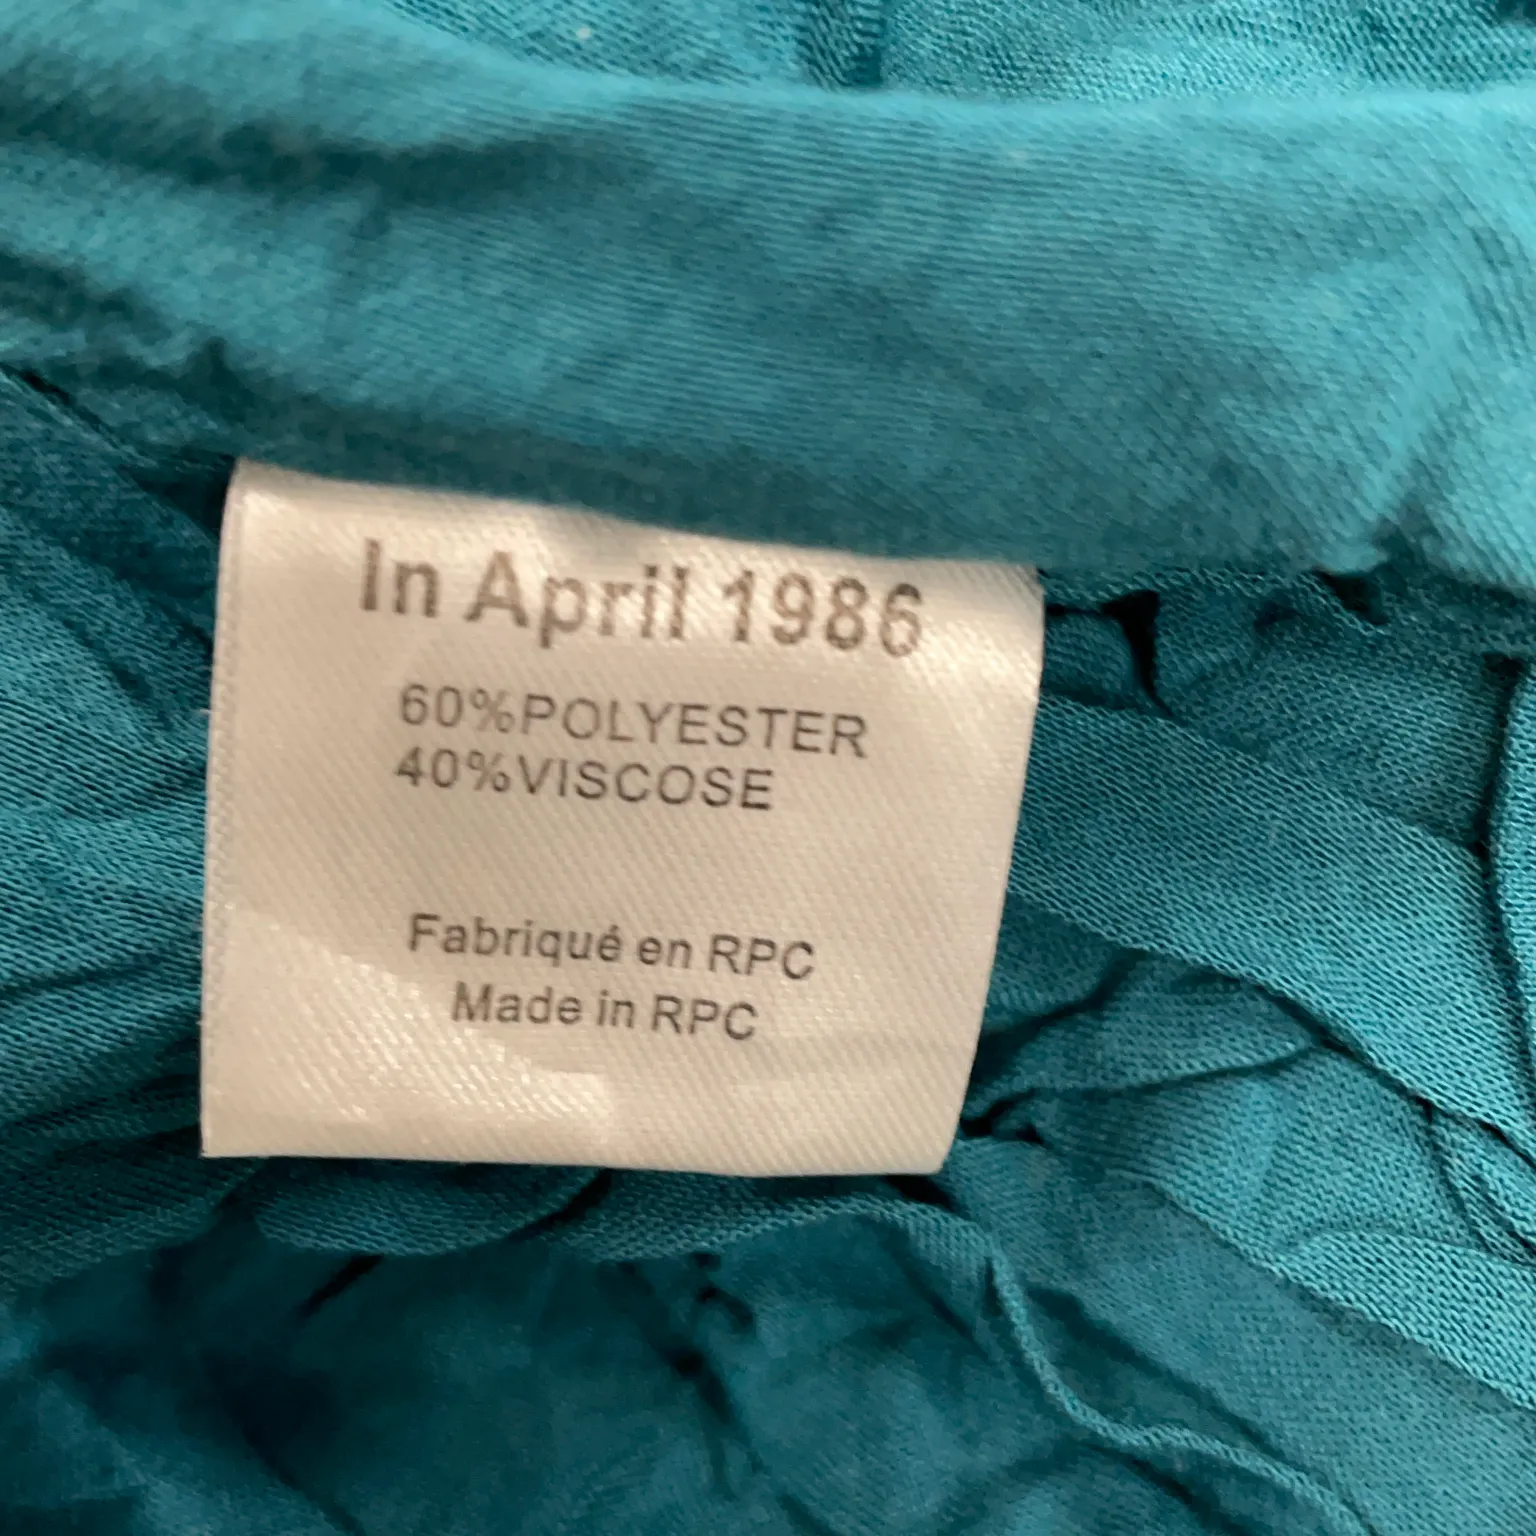 In April 1986
60%POLYESTER
40%VISCOSE
Fabriqué en RPC
Made in RPC